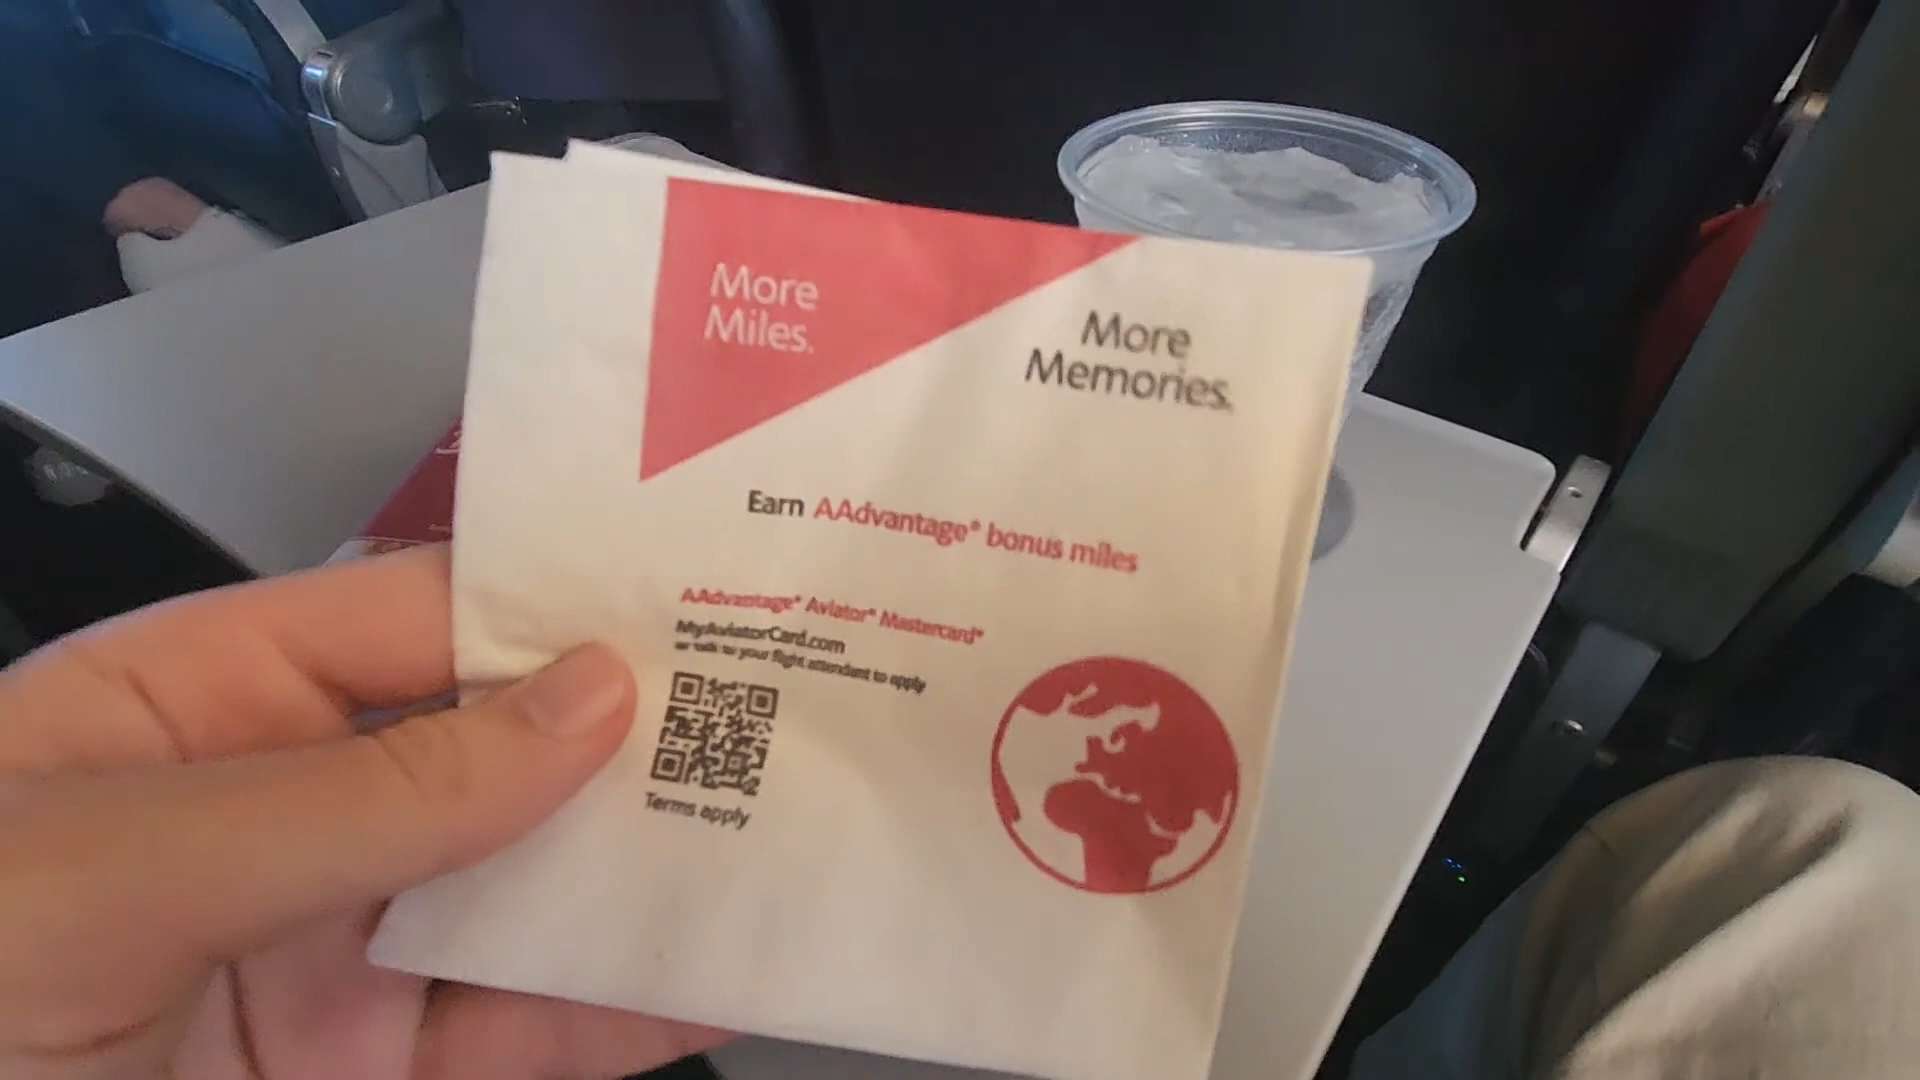 More
Miles.
More
Memories.
Earn AAdvantage® bonus miles
AAdvantage® Aviator® Mastercard®
MyAviatorCard.com
or talk to your flight attendant to apply
Terms apply